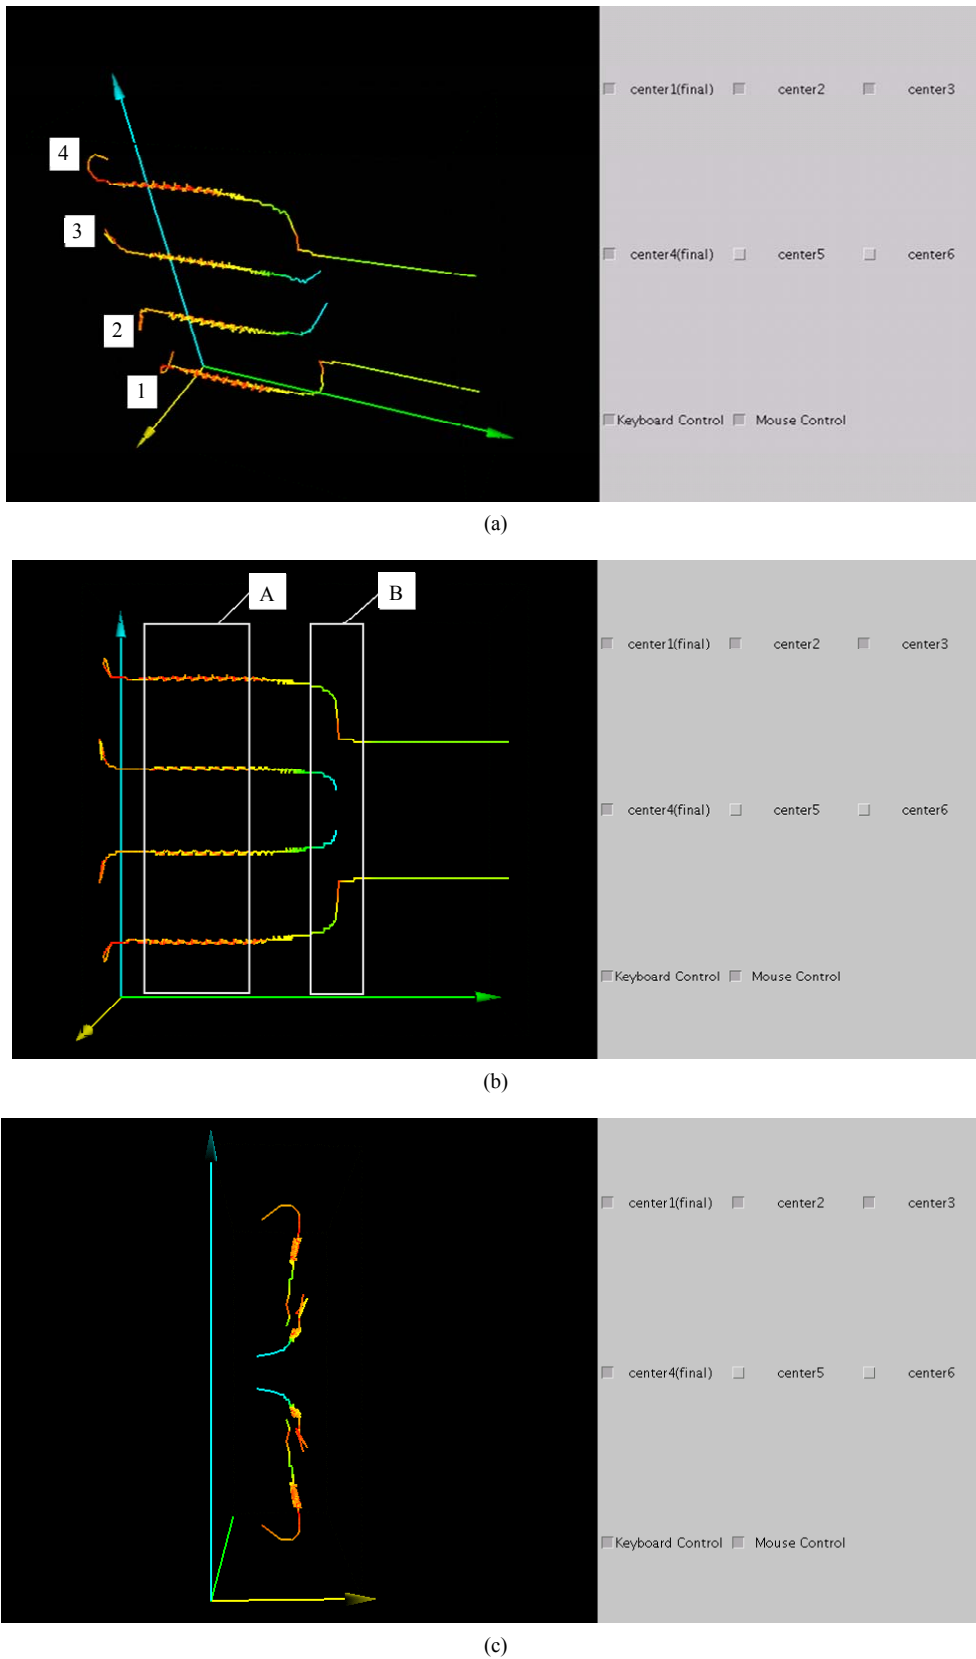 center1(final) center2 center3
4
3
center4(final) center5 center6
2
1
Keyboard Control Mouse Control
(a)
A B
center1(final) center2 center3
center4(final) center5 center6
Keyboard Control Mouse Control
(b)
center1(final) center2 center3
center4(final) center5 center6
Keyboard Control Mouse Control
(c)